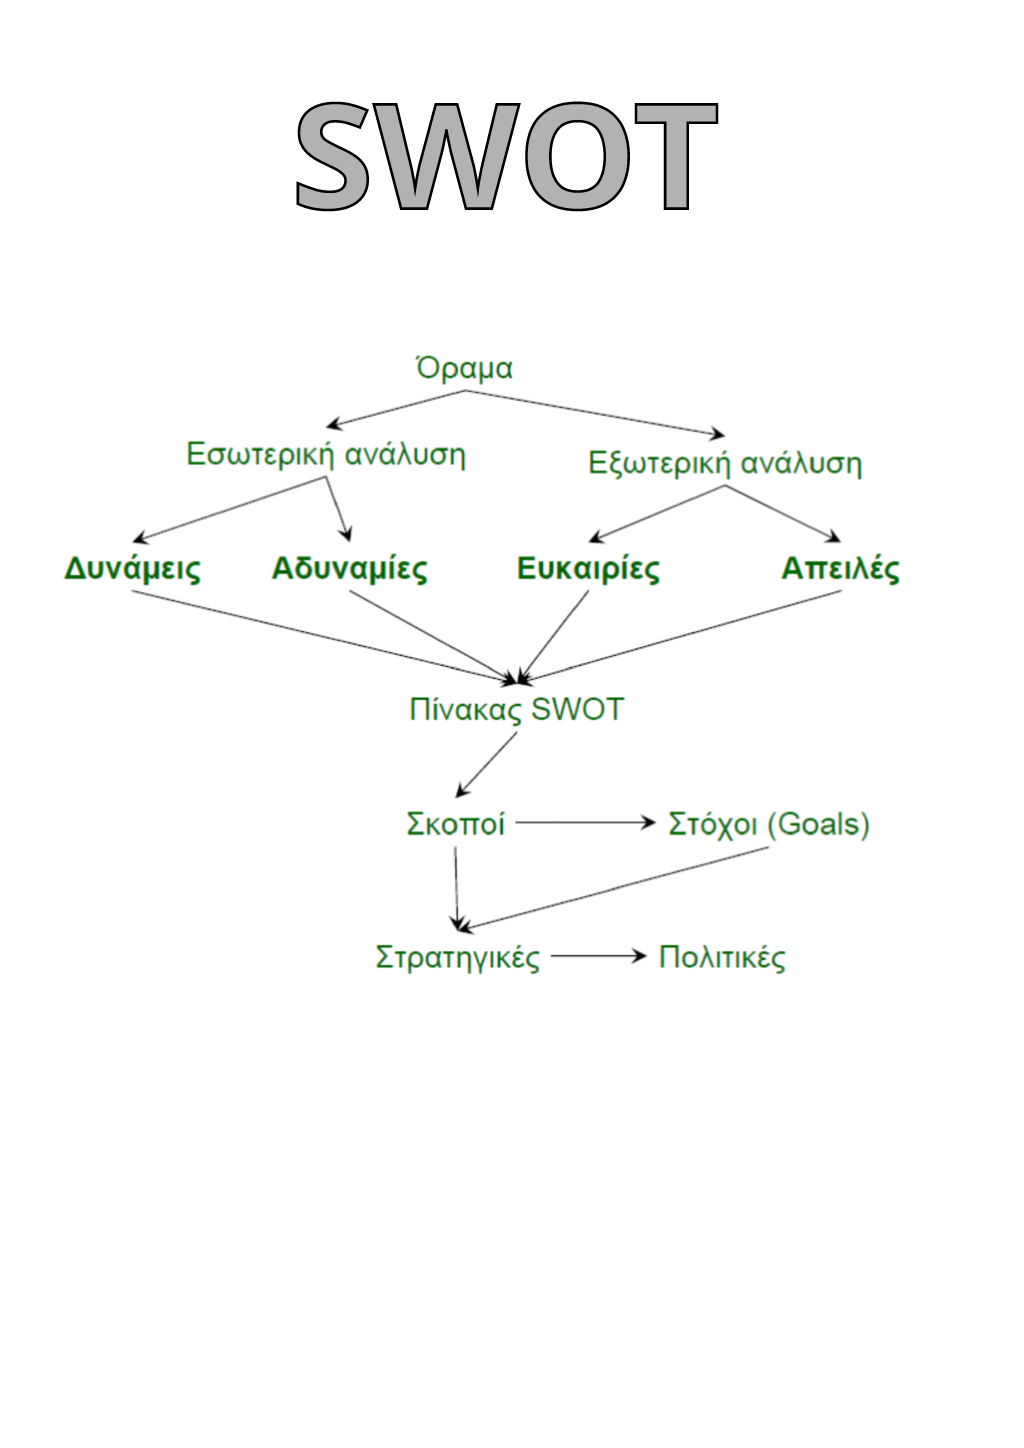 SWOT
Όραμα
Εσωτερική ανάλυση
Εξωτερική ανάλυση
Δυνάμεις
Αδυναμίες
Ευκαιρίες
Απειλές
Πίνακας SWOT
Σκοποί
Στόχοι (Goals)
Στρατηγικές
Πολιτικές